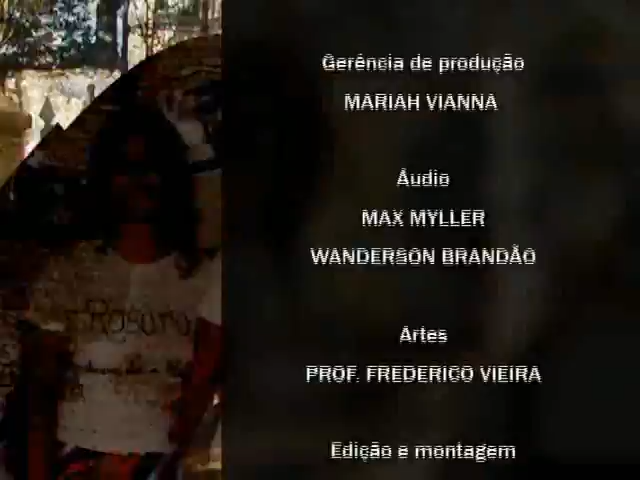 Gerência de produção
MARIAH VIANNA
Áudio
MAX MYLLER
WANDERSON BRANDÃO
Artes
PROF. FREDERICO VIEIRA
Edição e montagem